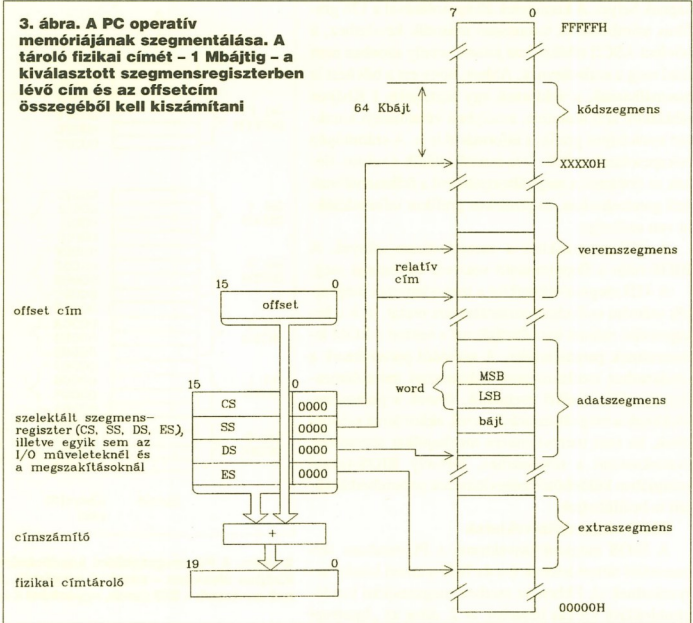 3. ábra. A PC operatív
memóriájának szegmentálása. A
tároló fizikai címét – 1 Mbájtig – a
kiválasztott szegmensregiszterben
lévő cím és az offsetcím
összegéből kell kiszámítani
7 0
FFFFFH
64 Kbájt
kódszegmens
XXXX0H
veremszegmens
relatív
cím
15 0
offset cím
offset
word
MSB
LSB
bájt
adatszegmens
15 0
szelektált szegmens-
regiszter (CS, SS, DS, ES),
illetve egyik sem az
I/O műveleteknél és
a megszakításoknál
CS 0000
SS 0000
DS 0000
ES 0000
extraszegmens
címszámító
+
19 0
fizikai címtároló
00000H